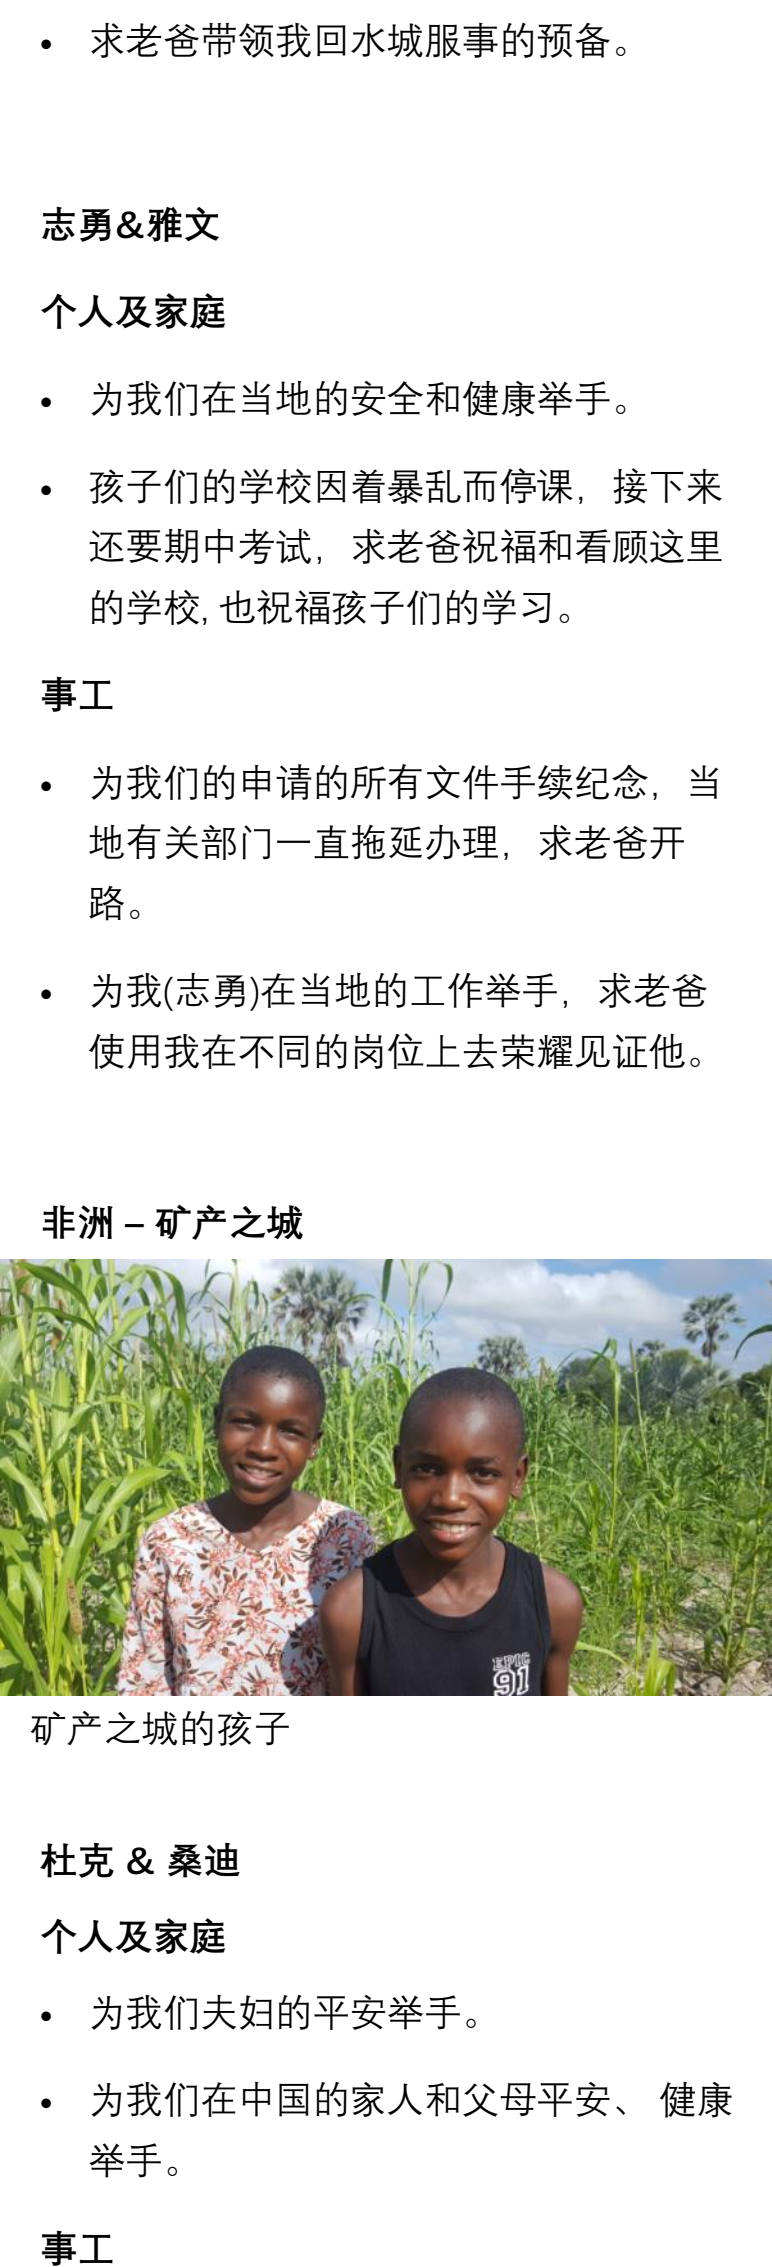 • 求老爸带领我回水城服事的预备。
志勇&雅文
个人及家庭
• 为我们在当地的安全和健康举手。
• 孩子们的学校因着暴乱而停课，接下来
还要期中考试，求老爸祝福和看顾这里
的学校, 也祝福孩子们的学习。
事工
• 为我们的申请的所有文件手续纪念，当
地有关部门一直拖延办理，求老爸开
路。
• 为我(志勇)在当地的工作举手，求老爸
使用我在不同的岗位上去荣耀见证他。
非洲 – 矿产之城
EPIC
91
矿产之城的孩子
杜克 & 桑迪
个人及家庭
• 为我们夫妇的平安举手。
• 为我们在中国的家人和父母平安、 健康
举手。
事工